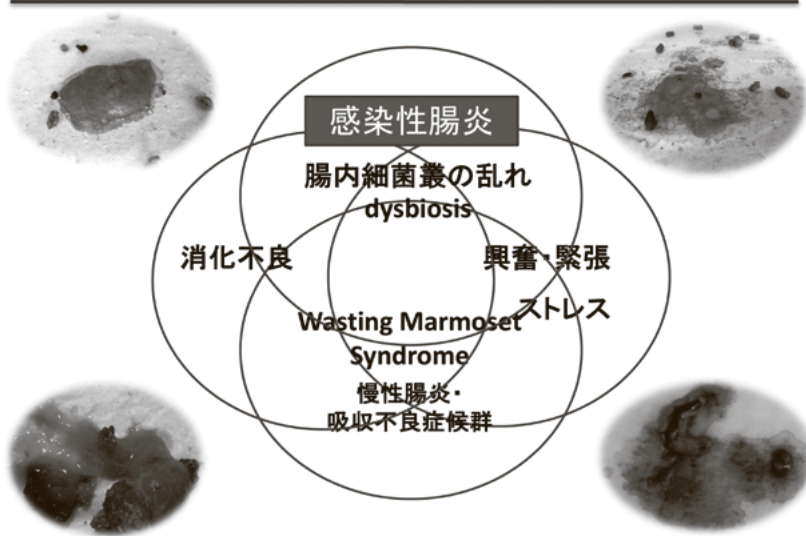 感染性腸炎
腸内細菌叢の乱れ
dysbiosis
消化不良
興奮・緊張
ストレス
Wasting Marmoset
Syndrome
慢性腸炎・
吸収不良症候群